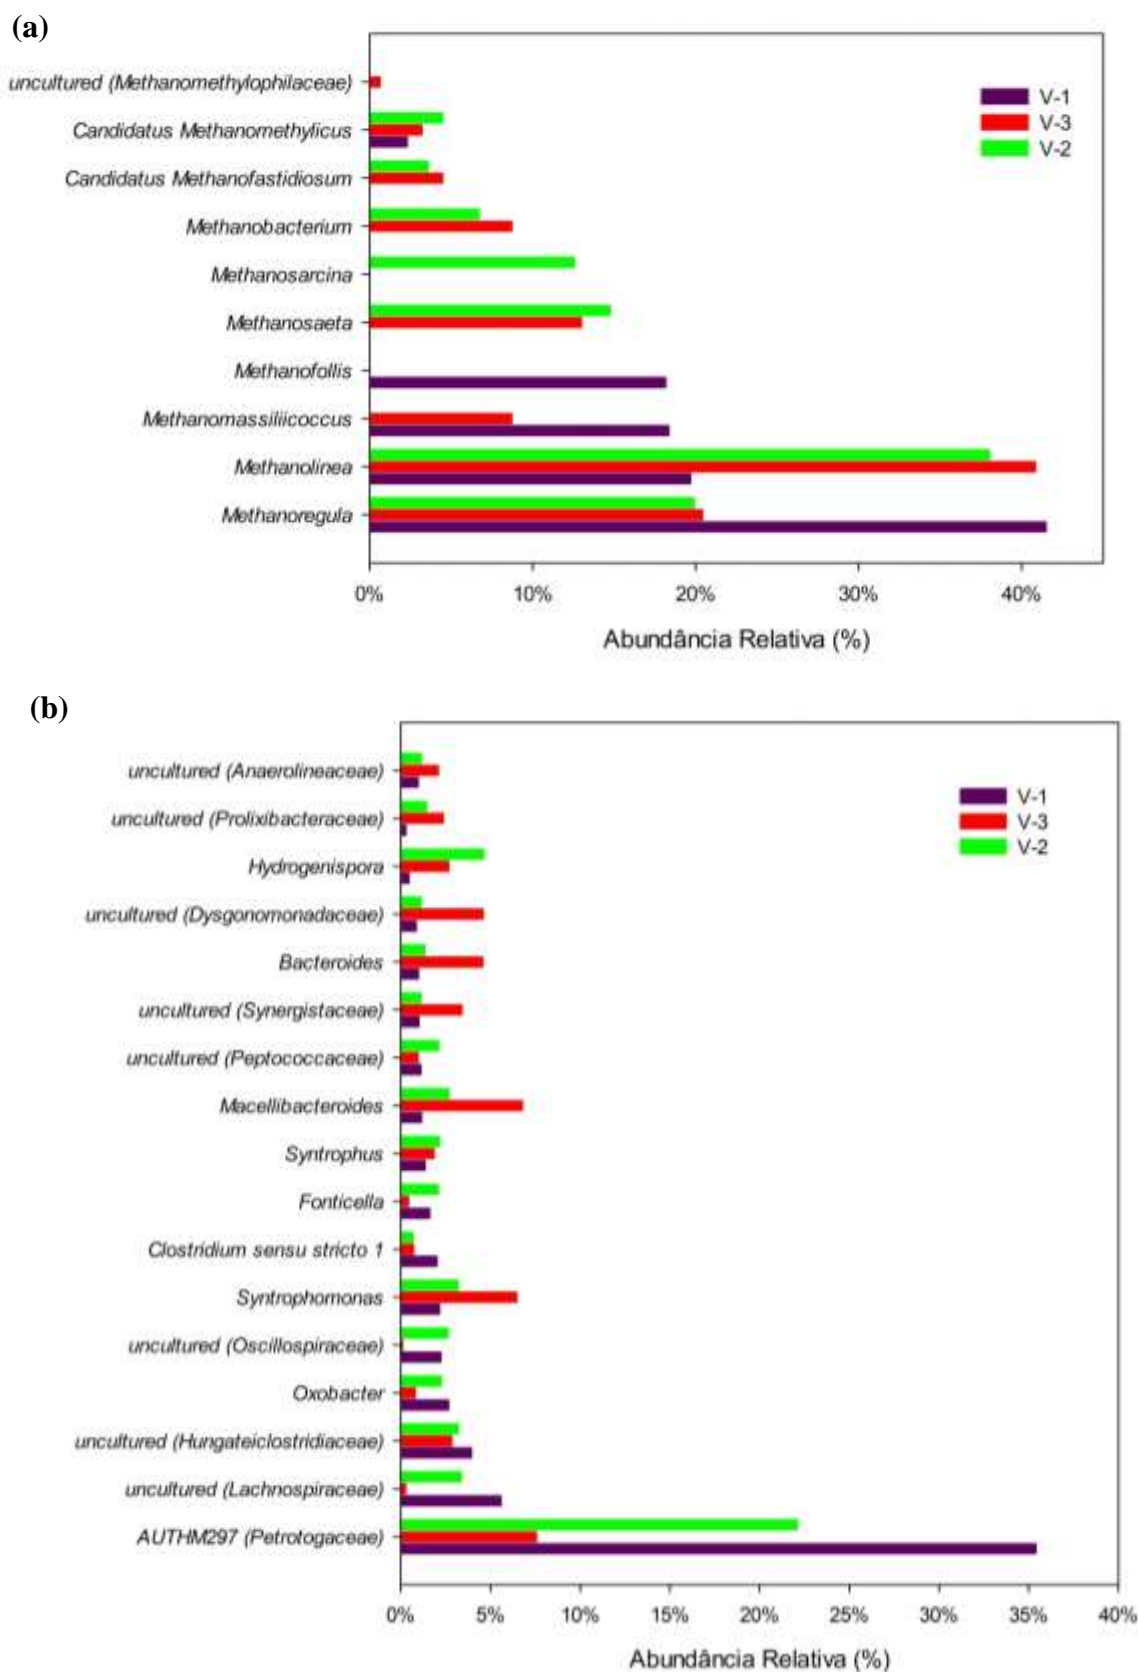 (a)
uncultured (Methanomethylophilaceae)
Candidatus Methanomethylicus
Candidatus Methanofastidiosum
Methanobacterium
Methanosarcina
Methanosaeta
Methanofollis
Methanomassiliicoccus
Methanolinea
Methanoregula
V-1
V-3
V-2
0% 10% 20% 30% 40%
Abundância Relativa (%)
(b)
uncultured (Anaerolineaceae)
uncultured (Prolixibacteraceae)
Hydrogenispora
uncultured (Dysgonomonadaceae)
Bacteroides
uncultured (Synergistaceae)
uncultured (Peptococcaceae)
Macellibacteroides
Syntrophus
Fonticella
Clostridium sensu stricto 1
Syntrophomonas
uncultured (Oscillospiraceae)
Oxobacter
uncultured (Hungateiclostridiaceae)
uncultured (Lachnospiraceae)
AUTHM297 (Petrotogaceae)
V-1
V-3
V-2
0% 5% 10% 15% 20% 25% 30% 35% 40%
Abundância Relativa (%)